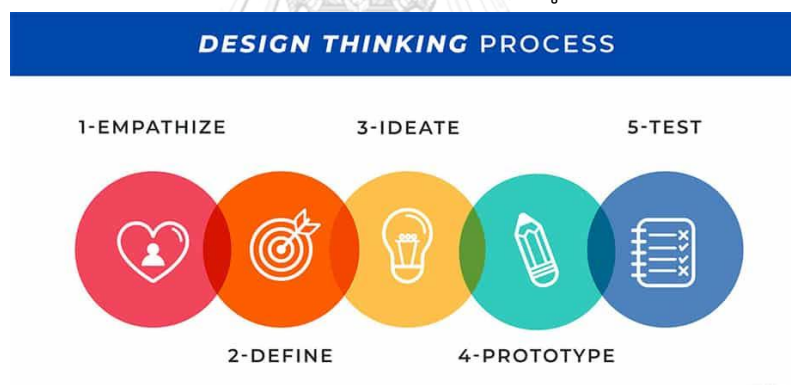 DESIGN THINKING PROCESS
1-EMPATHIZE
3-IDEATE
5-TEST
2-DEFINE
4-PROTOTYPE